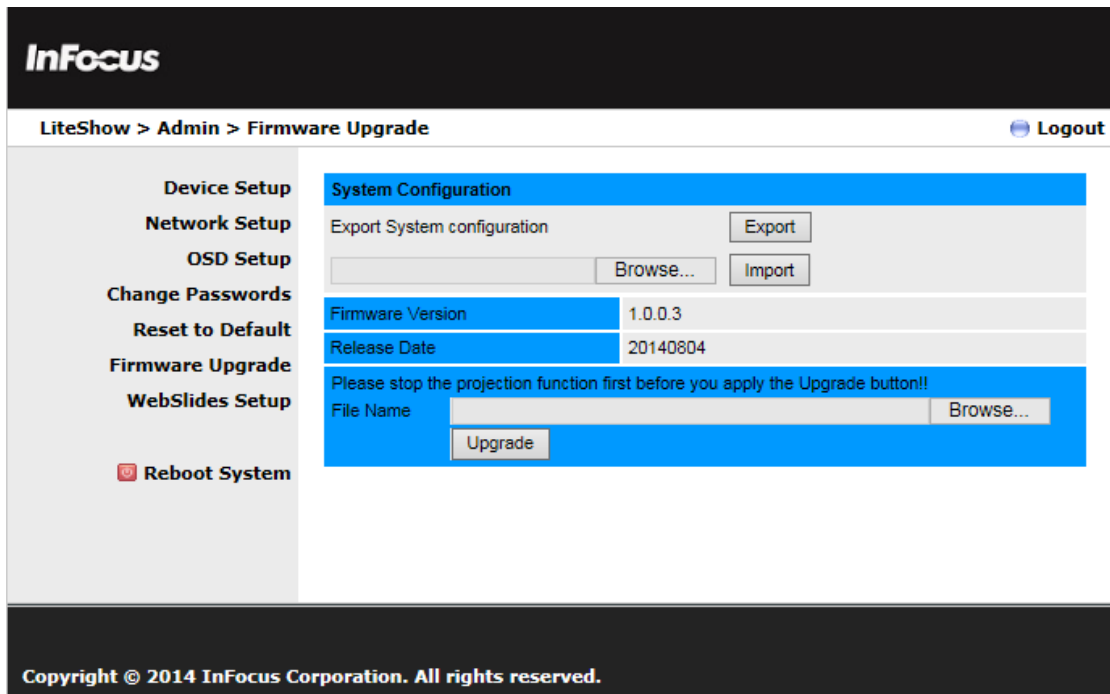 InFocus
LiteShow > Admin > Firmware Upgrade Logout
Device Setup
Network Setup
OSD Setup
Change Passwords
Reset to Default
Firmware Upgrade
WebSlides Setup
Reboot System
System Configuration
Export System configuration Export
Browse... Import
Firmware Version 1.0.0.3
Release Date 20140804
Please stop the projection function first before you apply the Upgrade button!!
File Name Browse...
Upgrade
Copyright © 2014 InFocus Corporation. All rights reserved.